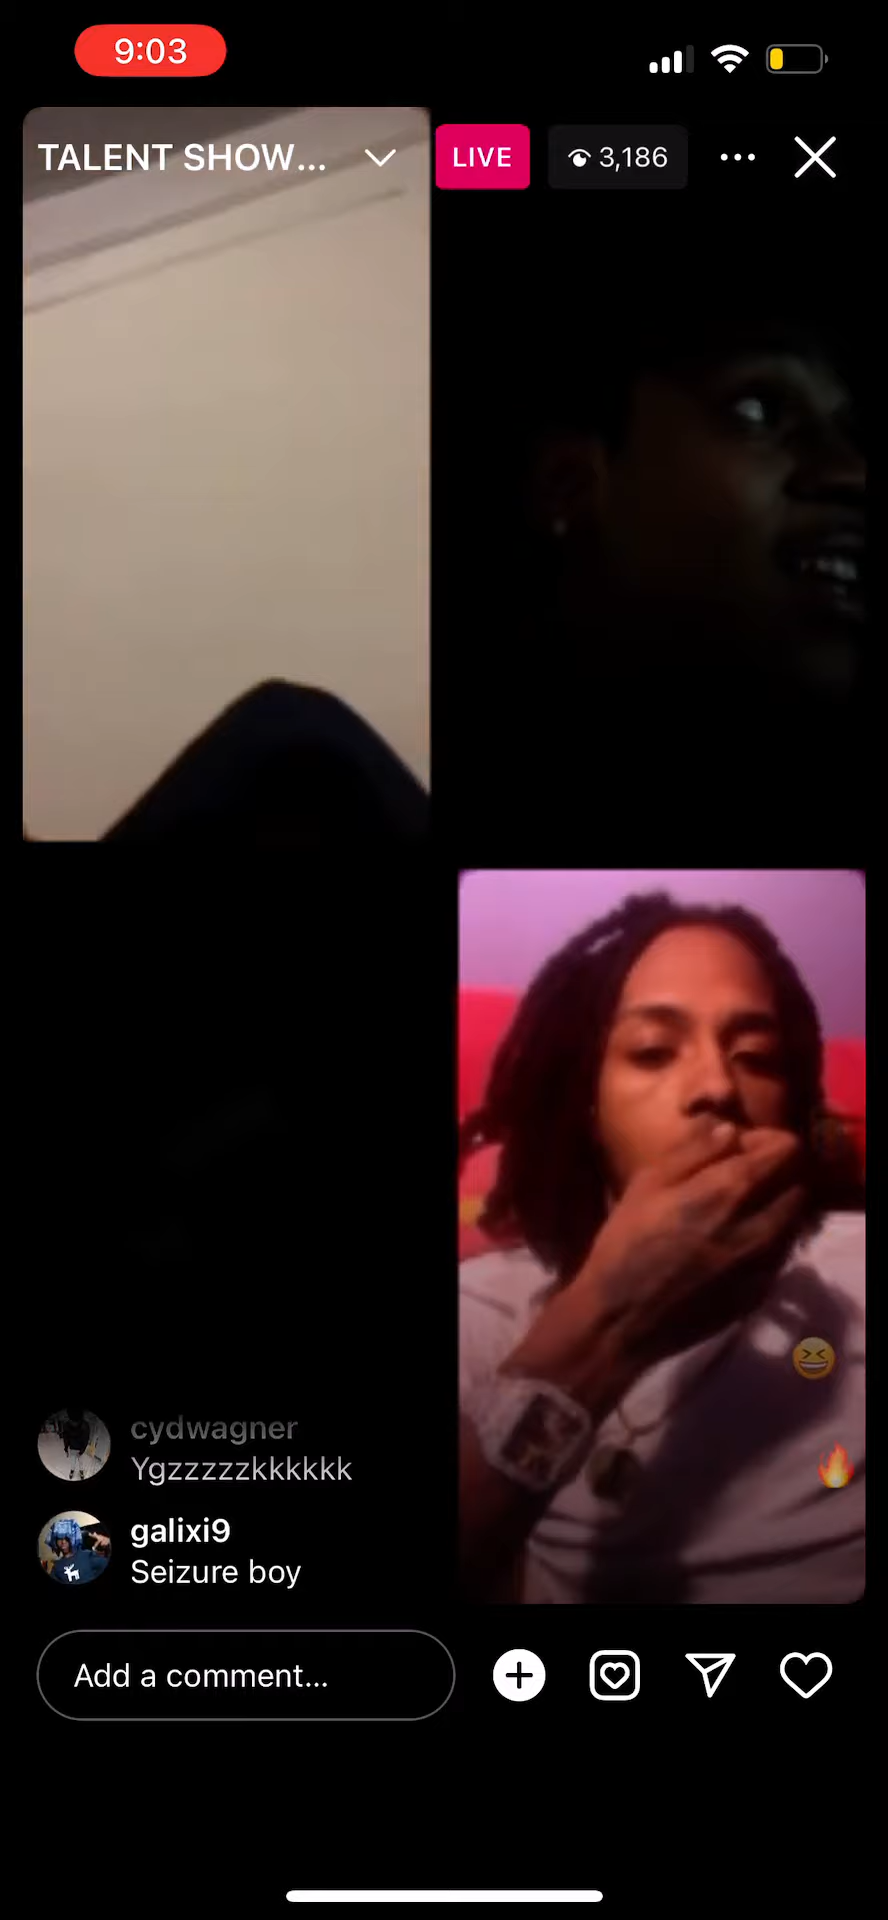 9:03
TALENT SHOW...
LIVE
3,186
cydwagner
Ygzzzzzkkkkkk
galixi9
Seizure boy
Add a comment...